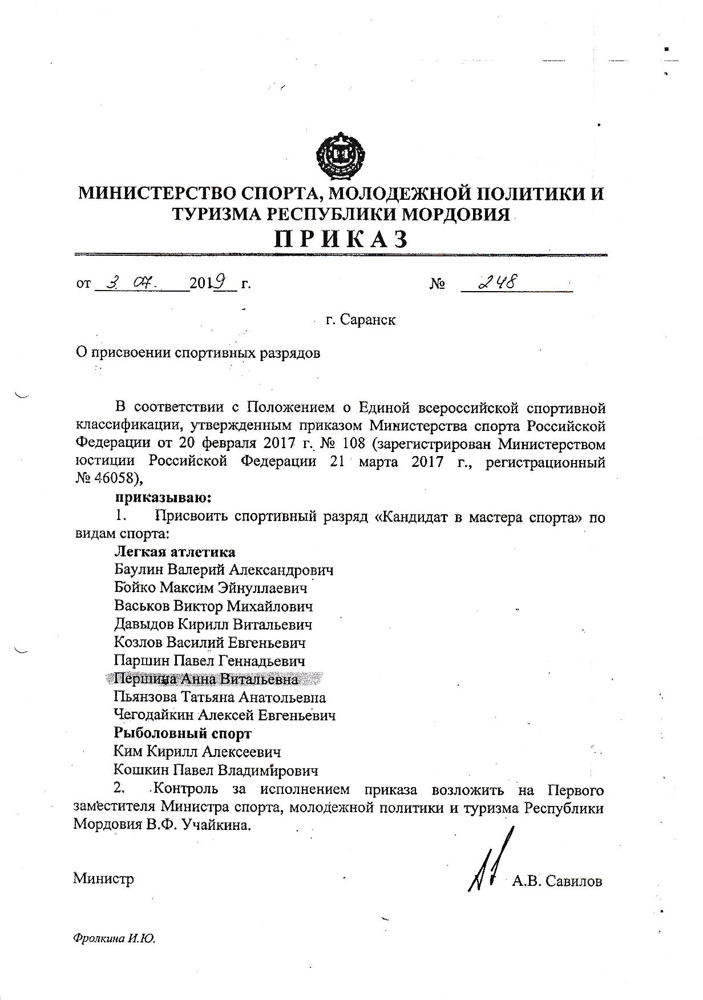 МИНИСТЕРСТВО СПОРТА, МОЛОДЕЖНОЙ ПОЛИТИКИ И
ТУРИЗМА РЕСПУБЛИКИ МОРДОВИЯ
П Р И К А З
от 3. 07. 2019 г. № 248
г. Саранск
О присвоении спортивных разрядов
В соответствии с Положением о Единой всероссийской спортивной
классификации, утвержденным приказом Министерства спорта Российской
Федерации от 20 февраля 2017 г. № 108 (зарегистрирован Министерством
юстиции Российской Федерации 21 марта 2017 г., регистрационный
№ 46058),
приказываю:
1. Присвоить спортивный разряд «Кандидат в мастера спорта» по
видам спорта:
Легкая атлетика
Баулин Валерий Александрович
Бойко Максим Эйнуллаевич
Васьков Виктор Михайлович
Давыдов Кирилл Витальевич
Козлов Василий Евгеньевич
Паршин Павел Геннадьевич
Першина Анна Витальевна
Пьянзова Татьяна Анатольевна
Чегодайкин Алексей Евгеньевич
Рыболовный спорт
Ким Кирилл Алексеевич
Кошкин Павел Владимирович
2. Контроль за исполнением приказа возложить на Первого
заместителя Министра спорта, молодежной политики и туризма Республики
Мордовия В.Ф. Учайкина.
Министр А.В. Савилов
Фролкина И.Ю.